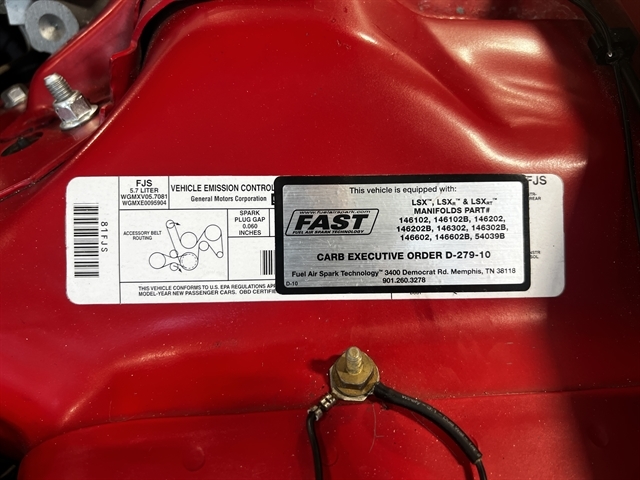 FJS
5.7 LITER
WGMXV05.7081
WGMXE0095904
VEHICLE EMISSION CONTROL
General Motors Corporation
FJS
81FJS
ACCESSORY BELT
ROUTING
SPARK
PLUG GAP
0.060
INCHES
THIS VEHICLE CONFORMS TO U.S. EPA REGULATIONS
MODEL-YEAR NEW PASSENGER CARS. OBD
This vehicle is equipped with:
www.fuelairspark.com
FAST
FUEL AIR SPARK TECHNOLOGY
LSX™, LSXR™ & LSXRT™
MANIFOLDS PART#
146102, 146102B, 146202,
146202B, 146302, 146302B,
146602, 146602B, 54039B
CARB EXECUTIVE ORDER D-279-10
Fuel Air Spark Technology™ 3400 Democrat Rd. Memphis, TN 38118
901.260.3278
D-10